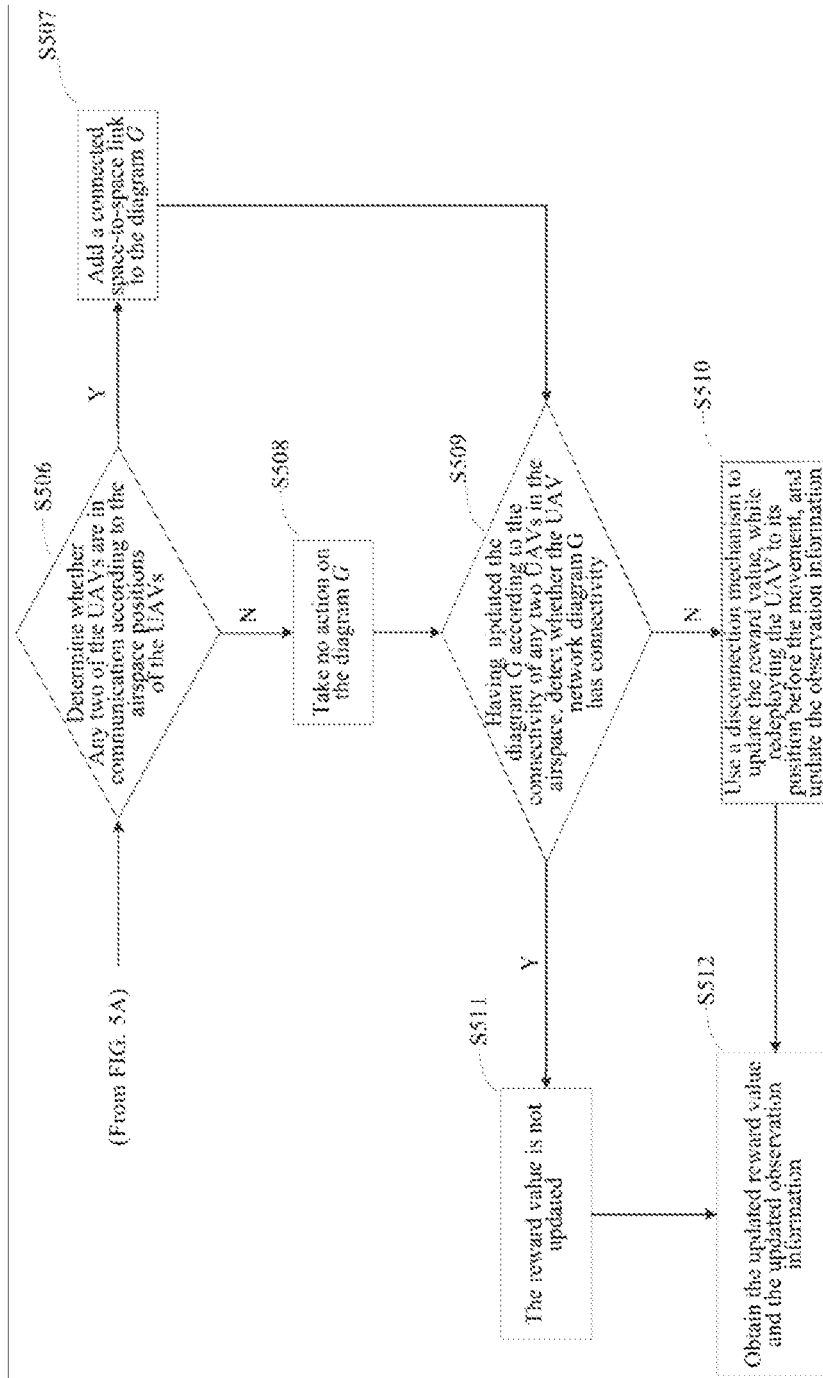 (From FIG. 5A)
S506
Determine whether
Any two of the UAVs are in
communication according to the
airspace positions
of the UAVs
Y
S507
Add a connected
space-to-space link
to the diagram G
N
S508
Take no action on
the diagram G
S509
Having updated the
diagram G according to the
connectivity of any two UAVs in the
airspace, detect whether the UAV
network diagram G
has connectivity
Y
S511
The reward value is not
updated
N
S510
Use a disconnection mechanism to
update the reward value, while
redeploying the UAV to its
position before the movement, and
update the observation information
S512
Obtain the updated reward value
and the updated observation
information